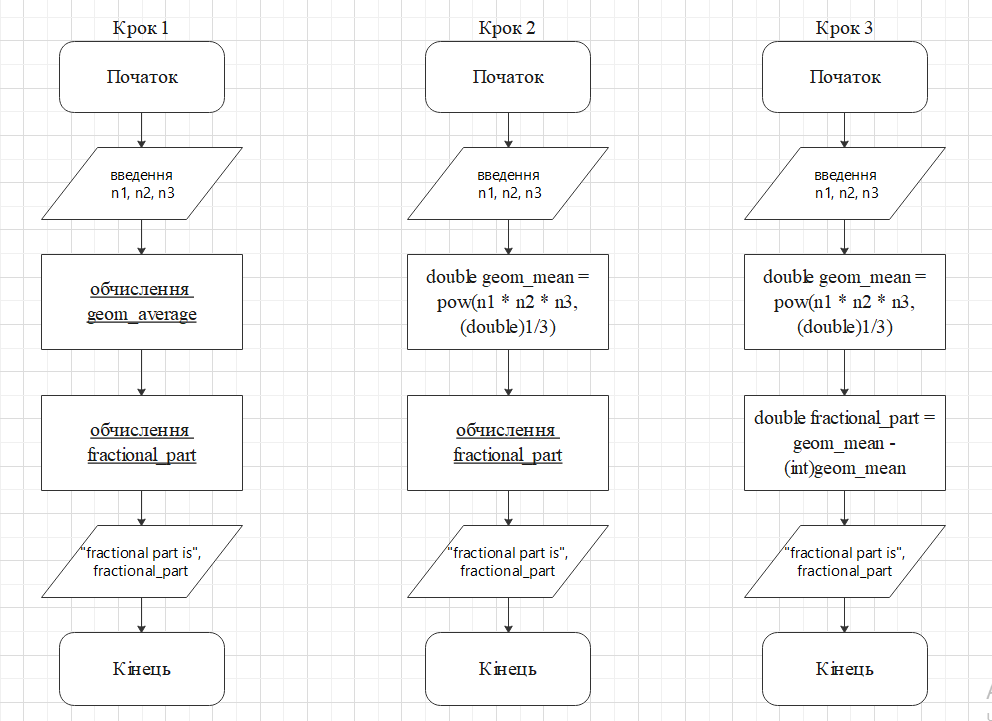 Крок 1
Початок
введення
n1, n2, n3
обчислення
geom_average
обчислення
fractional_part
"fractional part is",
fractional_part
Кінець
Крок 2
Початок
введення
n1, n2, n3
double geom_mean =
pow(n1 * n2 * n3,
(double)1/3)
обчислення
fractional_part
"fractional part is",
fractional_part
Кінець
Крок 3
Початок
введення
n1, n2, n3
double geom_mean =
pow(n1 * n2 * n3,
(double)1/3)
double fractional_part =
geom_mean -
(int)geom_mean
"fractional part is",
fractional_part
Кінець